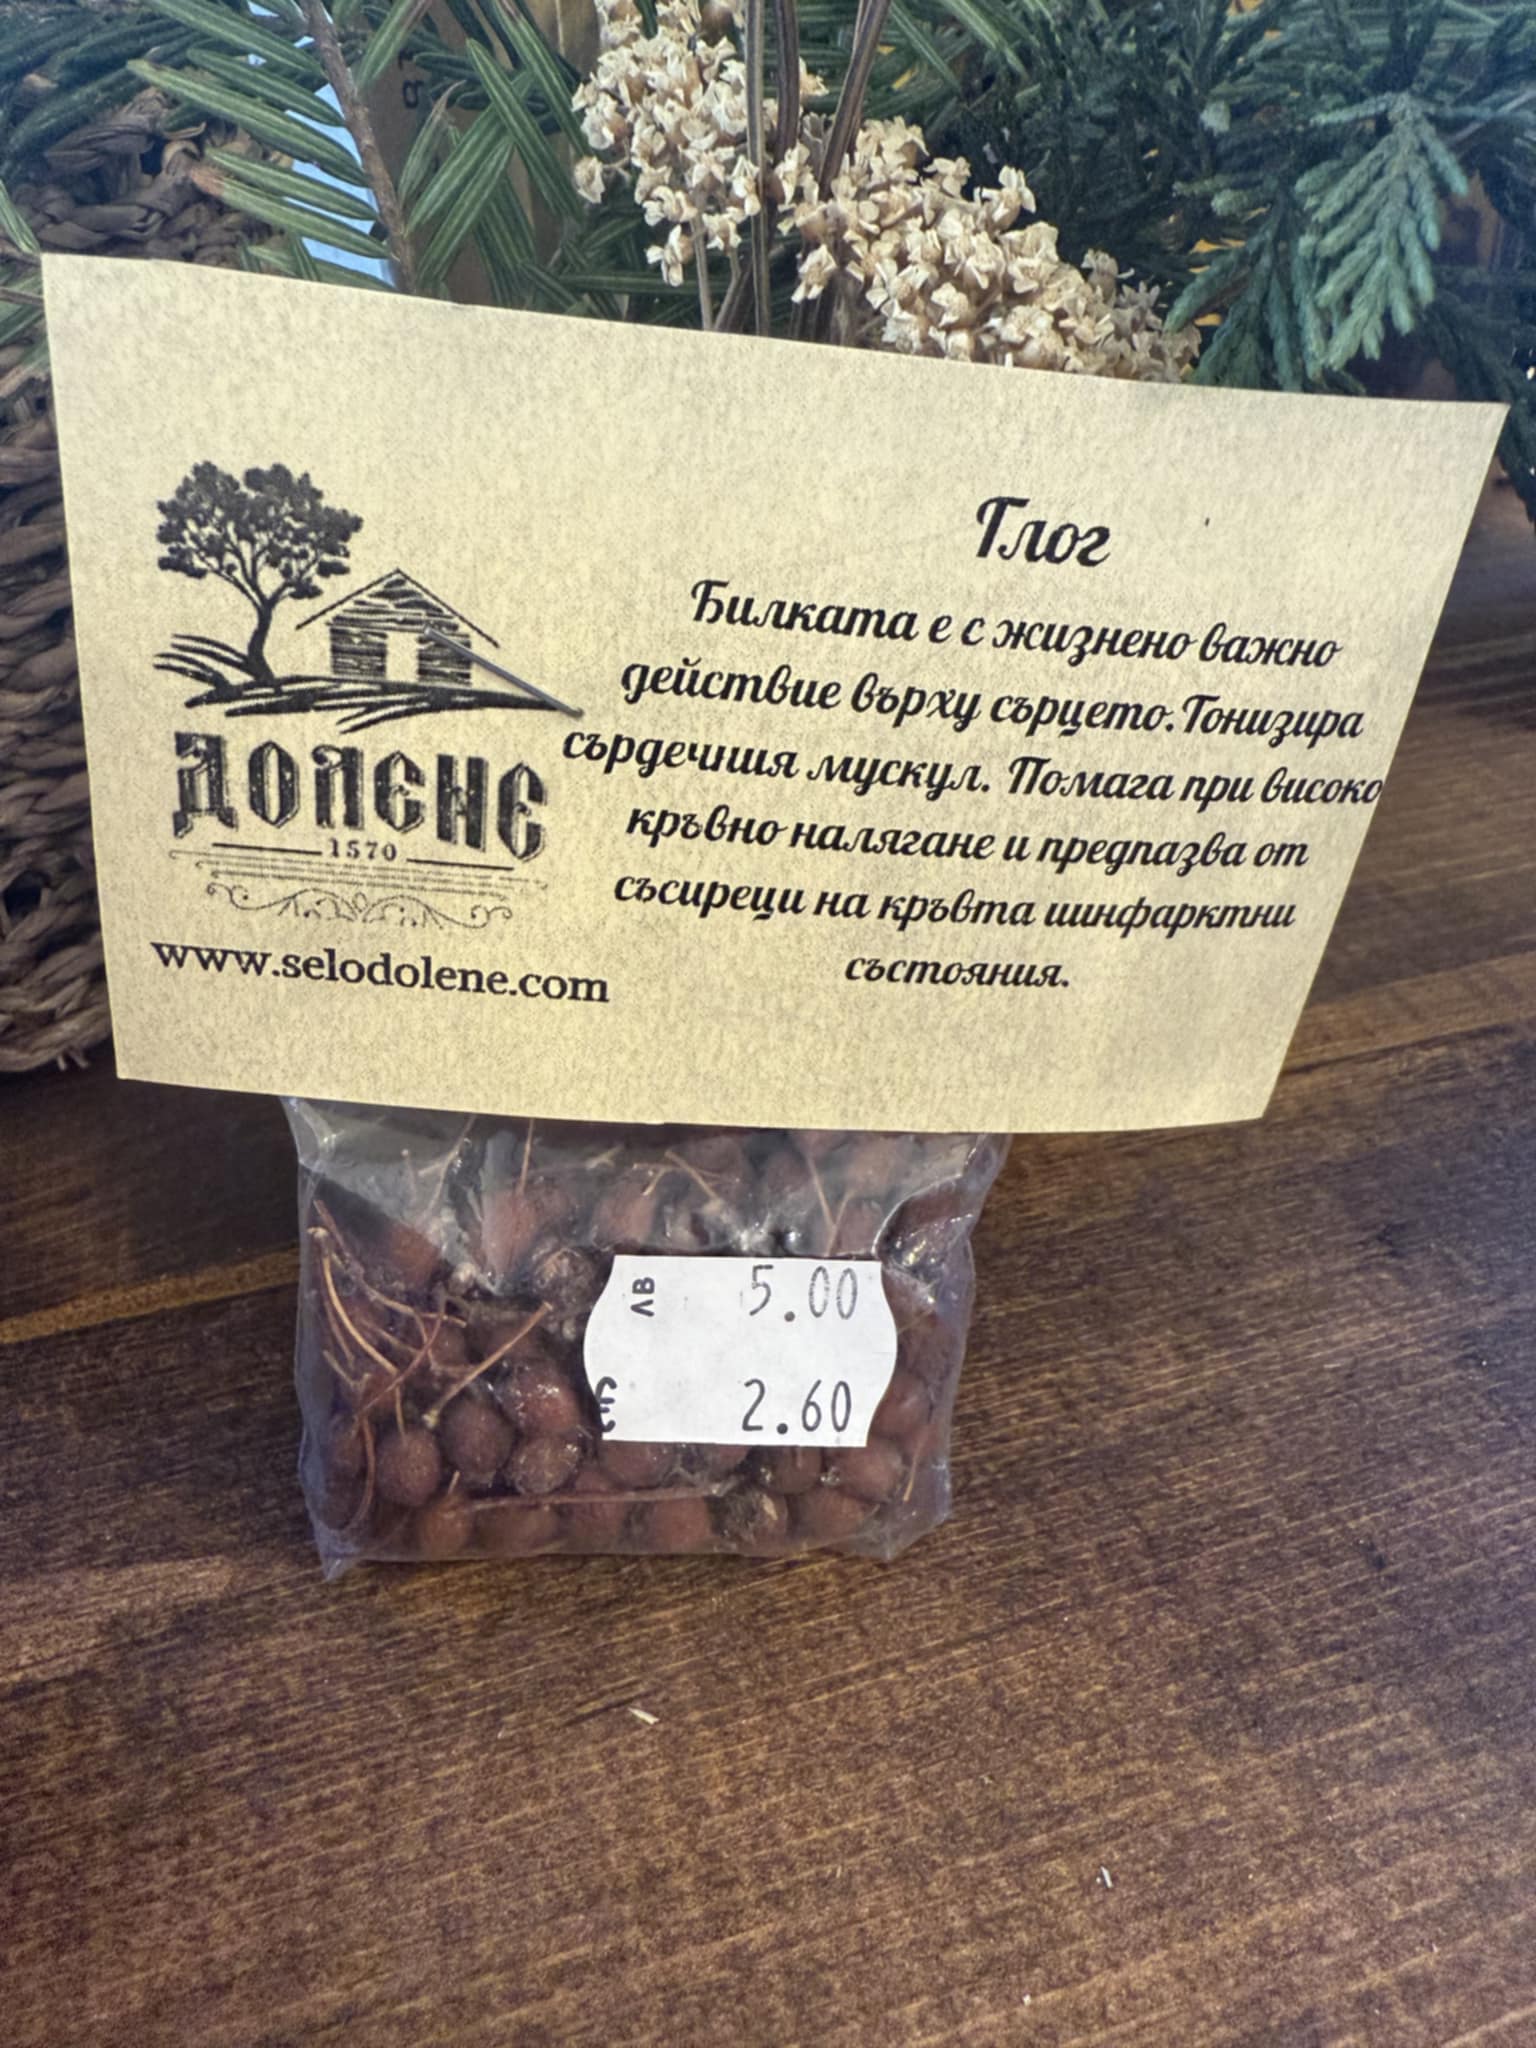 ДОЛЕНЕ
1570
www.selodolene.com
Глог
Билката е с жизнено важно
действие върху сърцето.Тонизира
сърдечния мускул. Помага при високо
кръвно налягане и предпазва от
съсиреци на кръвта иинфарктни
състояния.
лв 5.00
€ 2.60